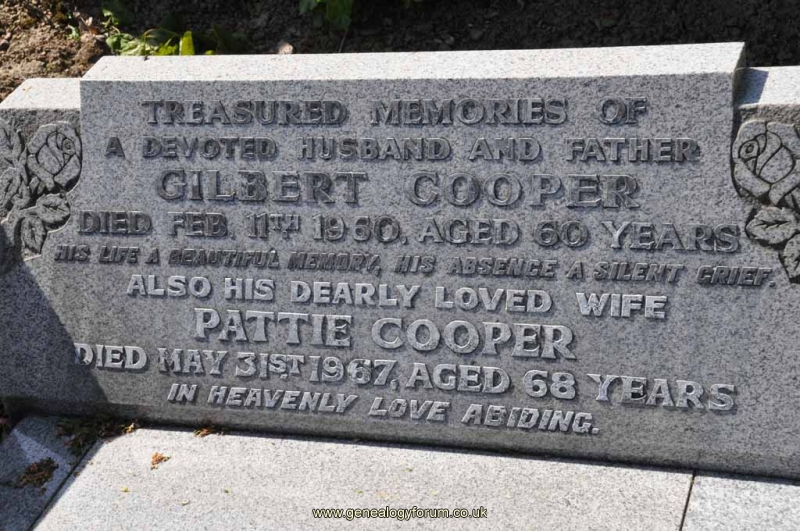 TREASURED MEMORIES OF
A DEVOTED HUSBAND AND FATHER
GILBERT COOPER
DIED FEB. 11TH 1960, AGED 60 YEARS
HIS LIFE A BEAUTIFUL MEMORY, HIS ABSENCE A SILENT GRIEF.
ALSO HIS DEARLY LOVED WIFE
PATTIE COOPER
DIED MAY 31ST 1967, AGED 68 YEARS
IN HEAVENLY LOVE ABIDING.
www.genealogyforum.co.uk